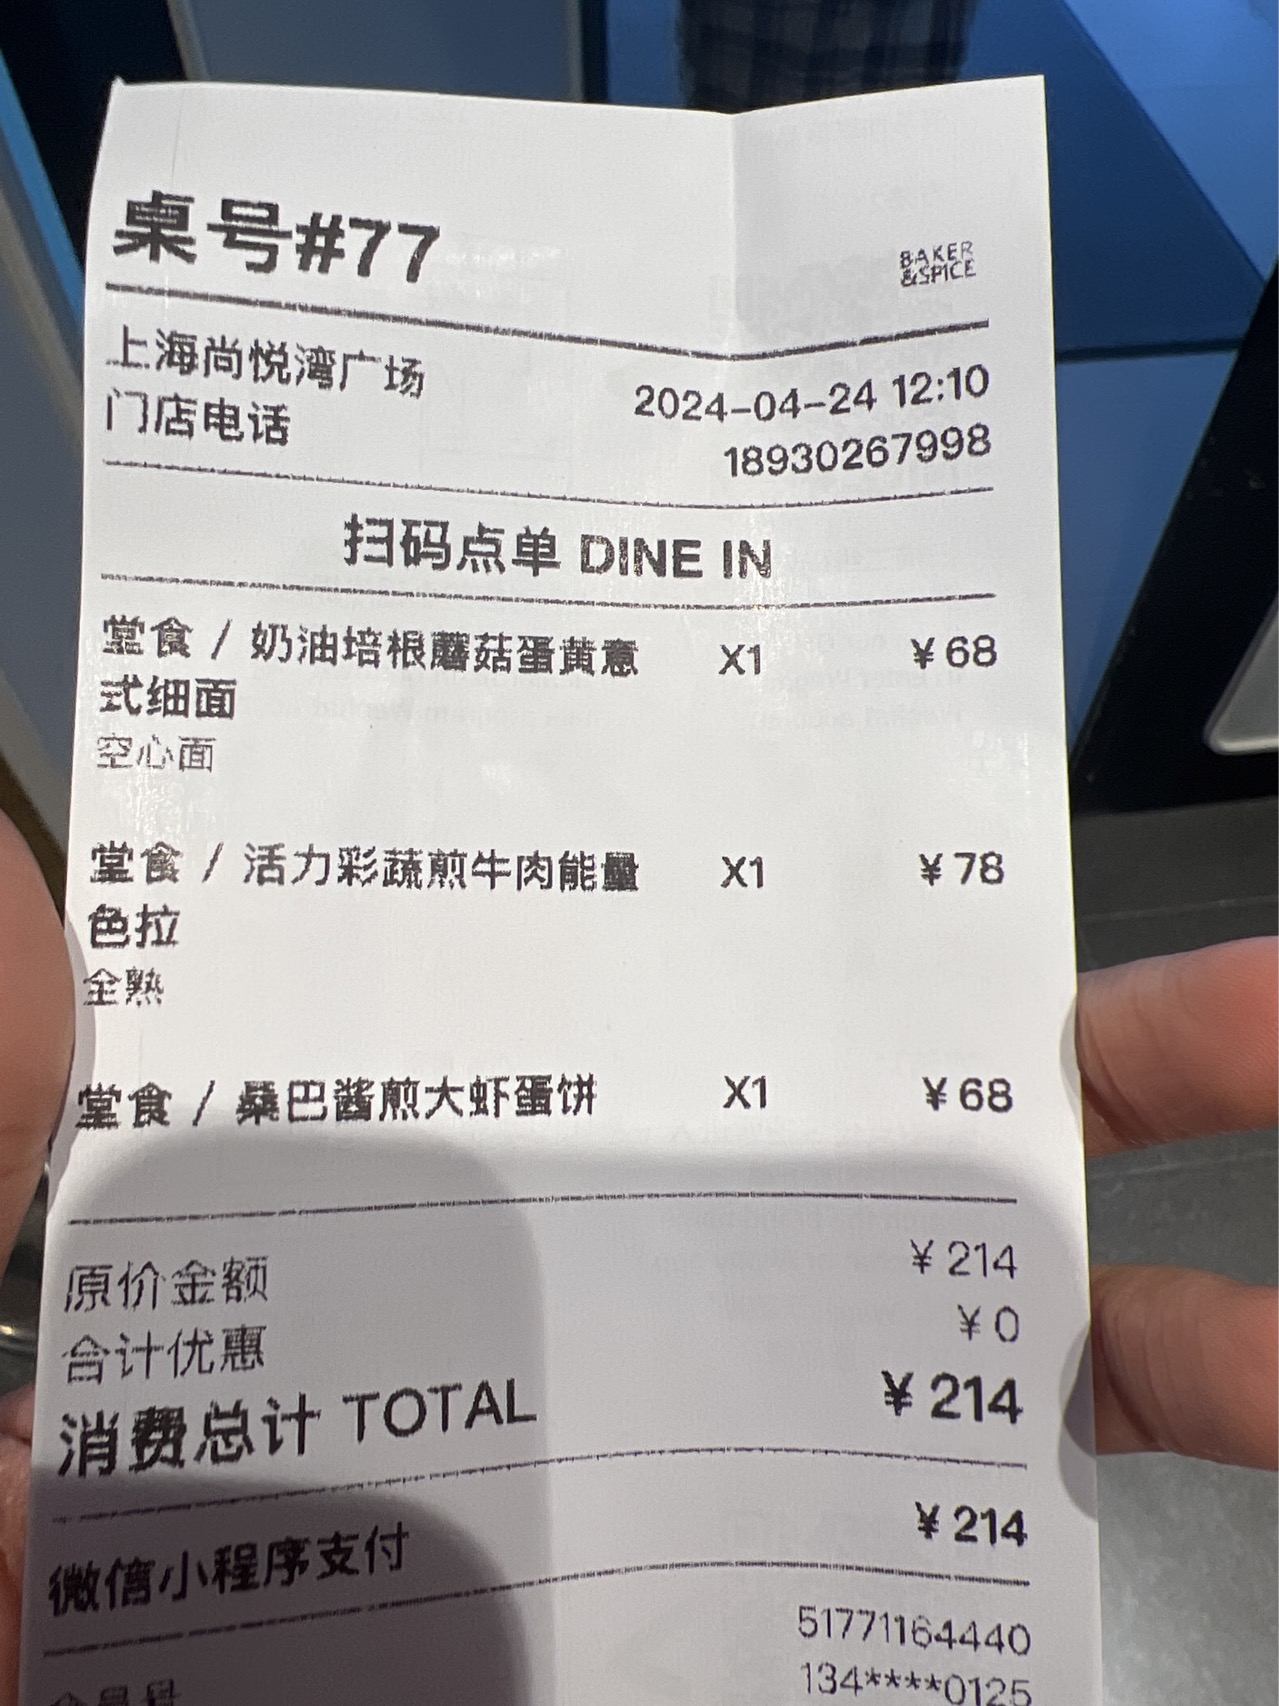 桌号#77
BAKER
&SPICE
上海尚悦湾广场
2024-04-24 12:10
门店电话
18930267998
扫码点单 DINE IN
堂食 / 奶油培根蘑菇蛋黄意 X1 ¥68
式细面
空心面
堂食 / 活力彩蔬煎牛肉能量 X1 ¥78
色拉
全熟
堂食 / 桑巴酱煎大虾蛋饼 X1 ¥68
原价金额 ¥214
合计优惠 ¥0
消费总计 TOTAL ¥214
微信小程序支付 ¥214
51771164440
134****0125